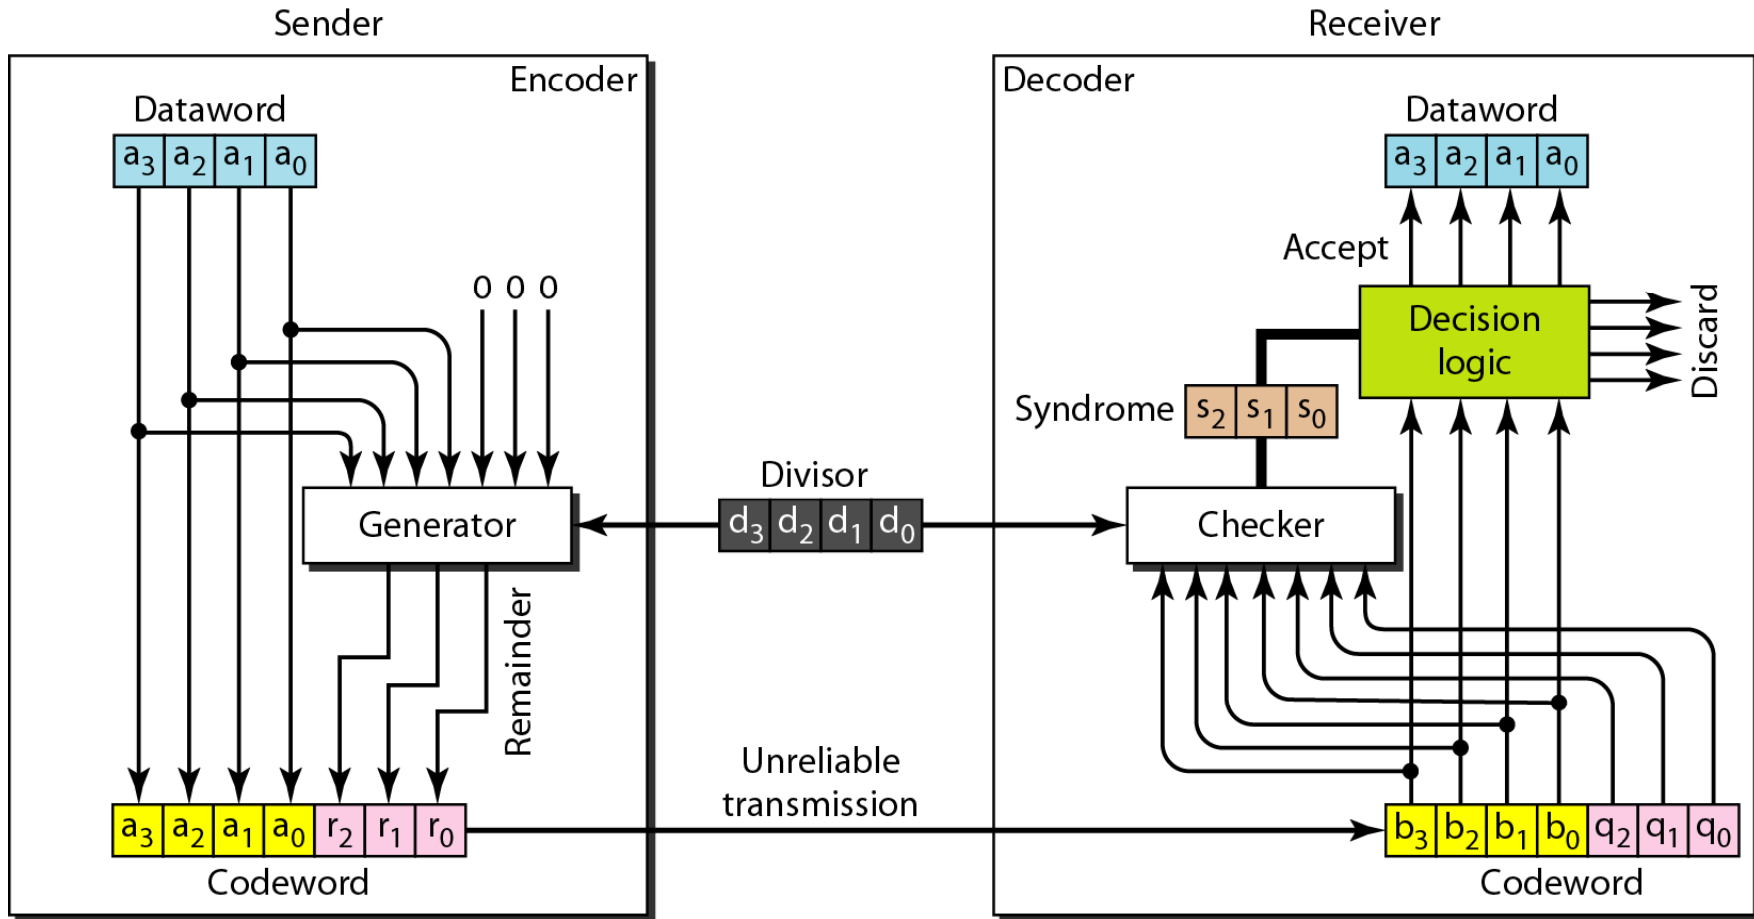 Sender
Receiver
Encoder
Decoder
Dataword
Dataword
a3 a2 a1 a0
a3 a2 a1 a0
Accept
0 0 0
Decision
logic
Discard
Syndrome
s2 s1 s0
Divisor
Generator
d3 d2 d1 d0
Checker
Remainder
Unreliable
transmission
a3 a2 a1 a0 r2 r1 r0
b3 b2 b1 b0 q2 q1 q0
Codeword
Codeword